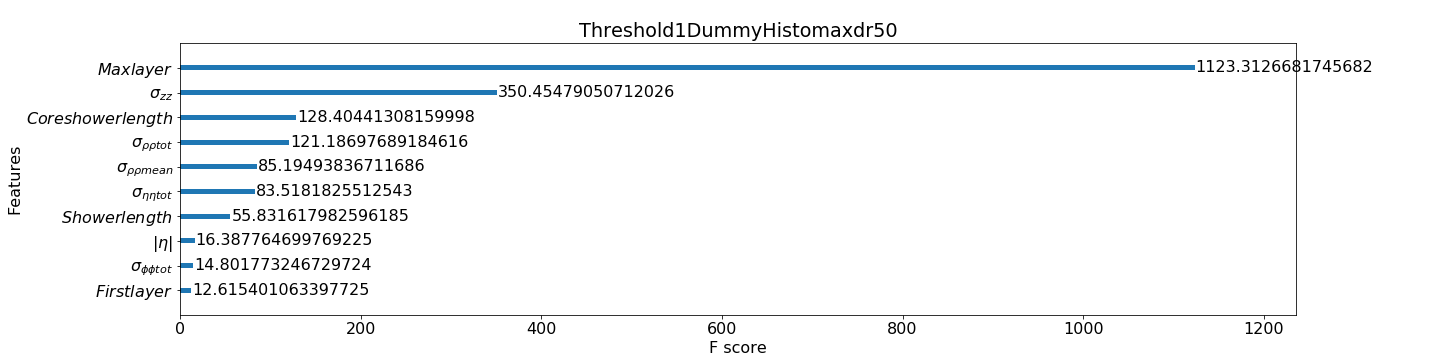 Threshold1DummyHistomaxdr50
Features
Maxlayer 1123.3126681745682
σzz 350.45479050712026
Coreshowerlength 128.40441308159998
σρρtot 121.18697689184616
σρρmean 85.19493836711686
σηηtot 83.5181825512543
Showerlength 55.831617982596185
|η| 16.387764699769225
σϕϕtot 14.801773246729724
Firstlayer 12.615401063397725
0 200 400 600 800 1000 1200
F score